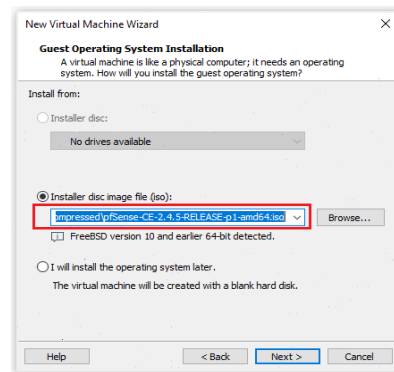 New Virtual Machine Wizard
Guest Operating System Installation
A virtual machine is like a physical computer; it needs an operating
system. How will you install the guest operating system?
Install from:
Installer disc:
No drives available
Installer disc image file (iso):
ompressed\pfSense-CE-2.4.5-RELEASE-p1-amd64.iso
Browse...
FreeBSD version 10 and earlier 64-bit detected.
I will install the operating system later.
The virtual machine will be created with a blank hard disk.
Help
< Back
Next >
Cancel